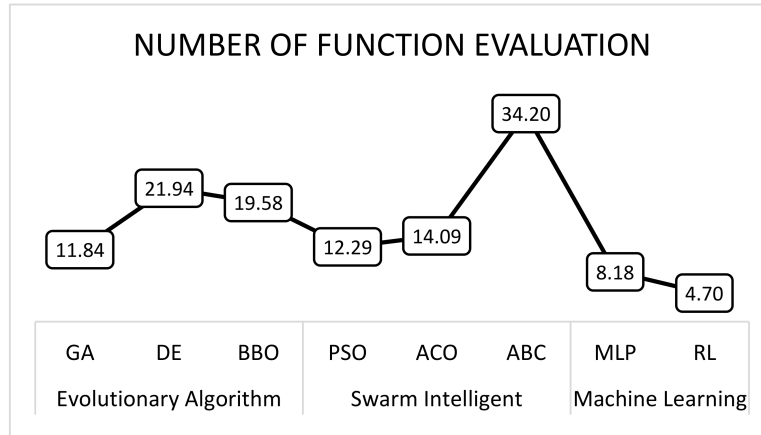 NUMBER OF FUNCTION EVALUATION
34.20
21.94
19.58
14.09
12.29
11.84
8.18
4.70
GA DE BBO PSO ACO ABC MLP RL
Evolutionary Algorithm Swarm Intelligent Machine Learning